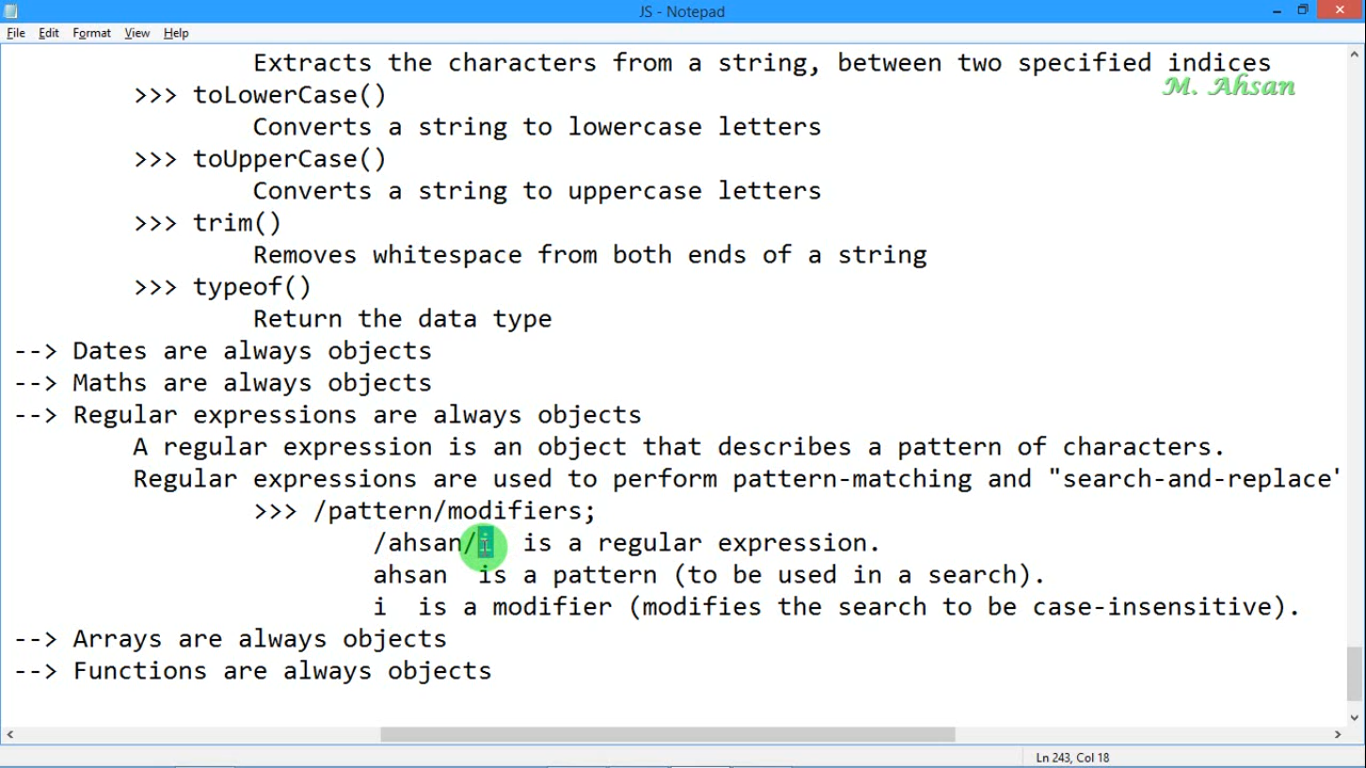 JS - Notepad
File Edit Format View Help
Extracts the characters from a string, between two specified indices
M. Ahsan
>>> toLowerCase()
Converts a string to lowercase letters
>>> toUpperCase()
Converts a string to uppercase letters
>>> trim()
Removes whitespace from both ends of a string
>>> typeof()
Return the data type
--> Dates are always objects
--> Maths are always objects
--> Regular expressions are always objects
A regular expression is an object that describes a pattern of characters.
Regular expressions are used to perform pattern-matching and "search-and-replace'
>>> /pattern/modifiers;
/ahsan/i  is a regular expression.
ahsan  is a pattern (to be used in a search).
i  is a modifier (modifies the search to be case-insensitive).
--> Arrays are always objects
--> Functions are always objects
Ln 243, Col 18